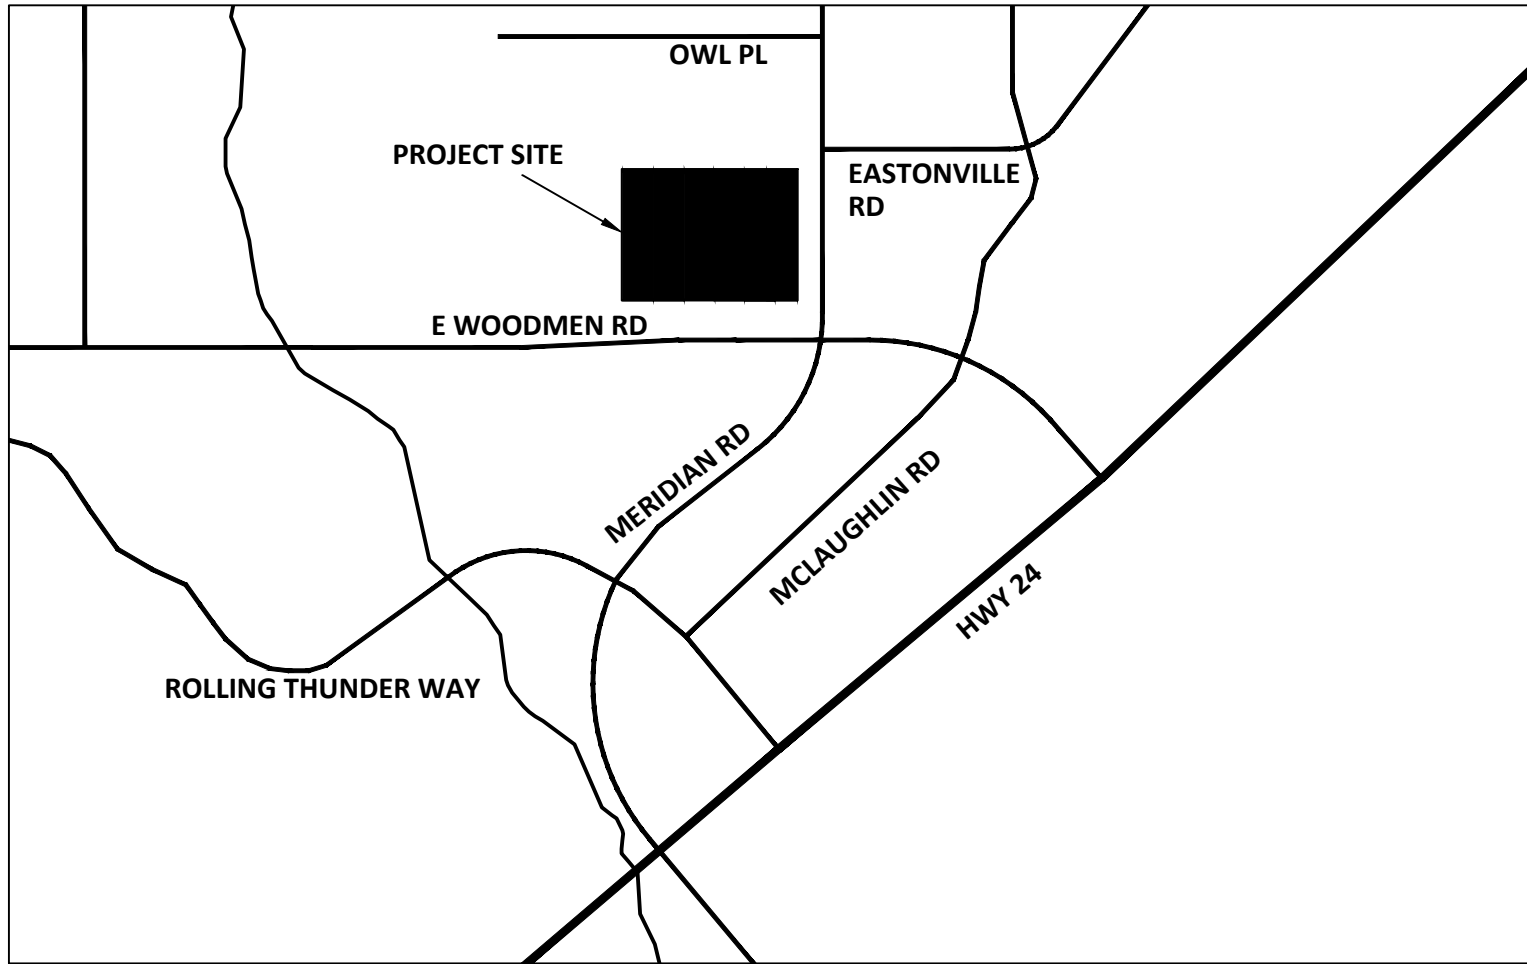 OWL PL
PROJECT SITE
EASTONVILLE
RD
E WOODMEN RD
MERIDIAN RD
MCLAUGHLIN RD
HWY 24
ROLLING THUNDER WAY